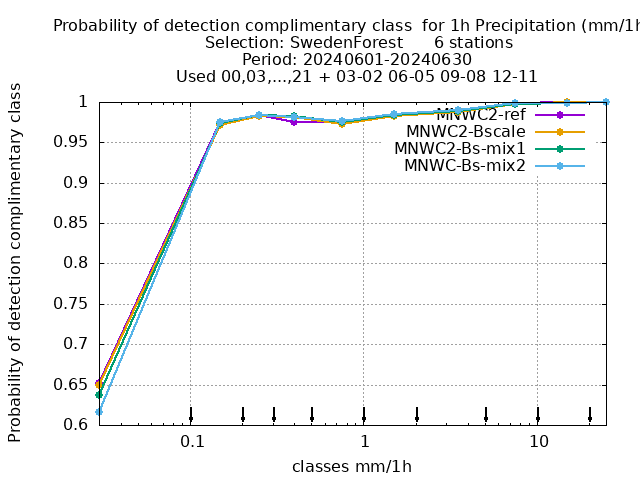 Probability of detection complimentary class  for 1h Precipitation (mm/1h
Selection: SwedenForest      6 stations
Period: 20240601-20240630
Used 00,03,...,21 + 03-02 06-05 09-08 12-11
Probability of detection complimentary class
1
0.95
0.9
0.85
0.8
0.75
0.7
0.65
0.6
MNWC2-ref
MNWC2-Bscale
MNWC2-Bs-mix1
MNWC-Bs-mix2
0.1 1 10
classes mm/1h